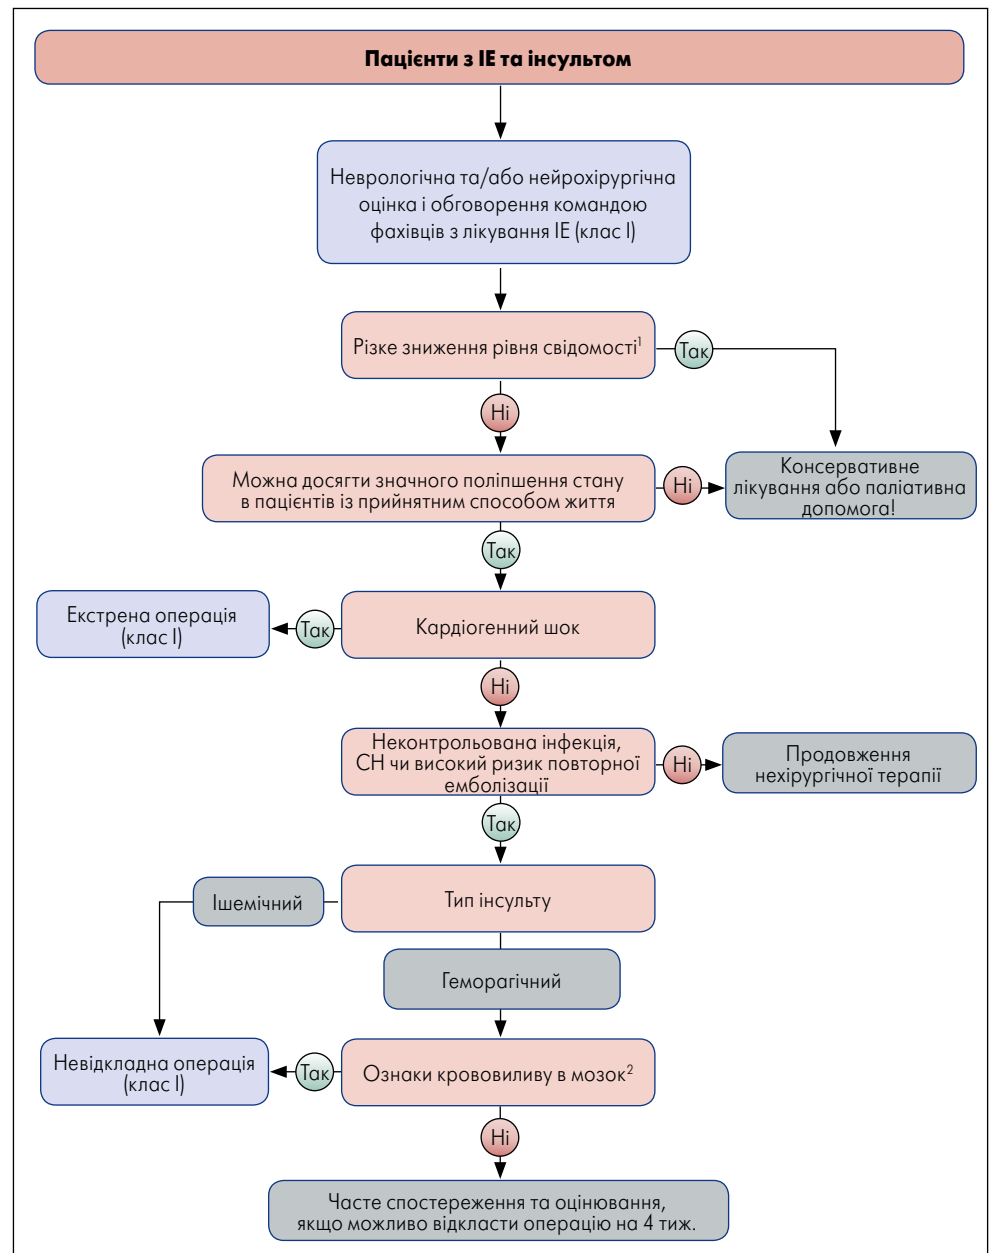 Пацієнти з ІЕ та інсультом
Неврологічна та/або нейрохірургічна
оцінка і обговорення командою
фахівців з лікування ІЕ (клас I)
Різке зниження рівня свідомості¹
Так
Ні
Можна досягти значного поліпшення стану
в пацієнтів із прийнятним способом життя
Ні
Консервативне
лікування або паліативна
допомога!
Так
Екстрена операція
(клас I)
Так
Кардіогенний шок
Ні
Неконтрольована інфекція,
СН чи високий ризик повторної
емболізації
Ні
Продовження
нехірургічної терапії
Так
Ішемічний
Тип інсульту
Геморагічний
Невідкладна операція
(клас I)
Так
Ознаки крововиливу в мозок²
Ні
Часте спостереження та оцінювання,
якщо можливо відкласти операцію на 4 тиж.